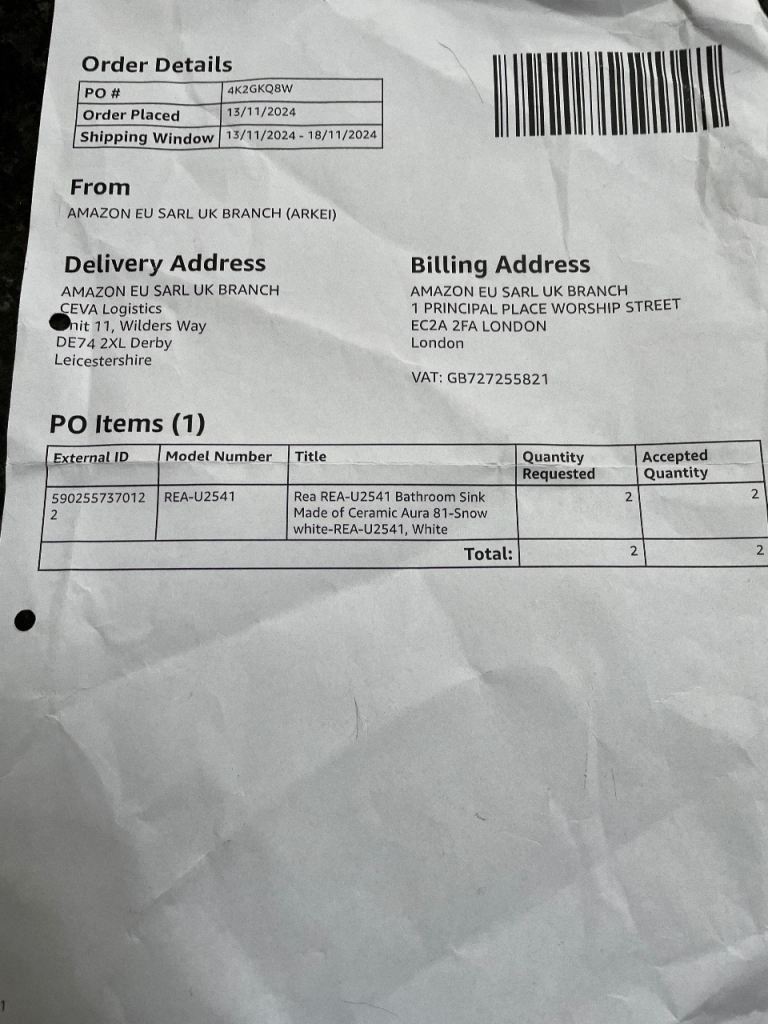 Order Details
PO # 4K2GKQ8W
Order Placed 13/11/2024
Shipping Window 13/11/2024 - 18/11/2024
From
AMAZON EU SARL UK BRANCH (ARKEI)
Delivery Address
AMAZON EU SARL UK BRANCH
CEVA Logistics
nit 11, Wilders Way
DE74 2XL Derby
Leicestershire
Billing Address
AMAZON EU SARL UK BRANCH
1 PRINCIPAL PLACE WORSHIP STREET
EC2A 2FA LONDON
London
VAT: GB727255821
PO Items (1)
External ID Model Number Title Quantity Requested Accepted Quantity
590255737012 REA-U2541 Rea REA-U2541 Bathroom Sink 2 2
2 Made of Ceramic Aura 81-Snow
white-REA-U2541, White
Total: 2 2
1